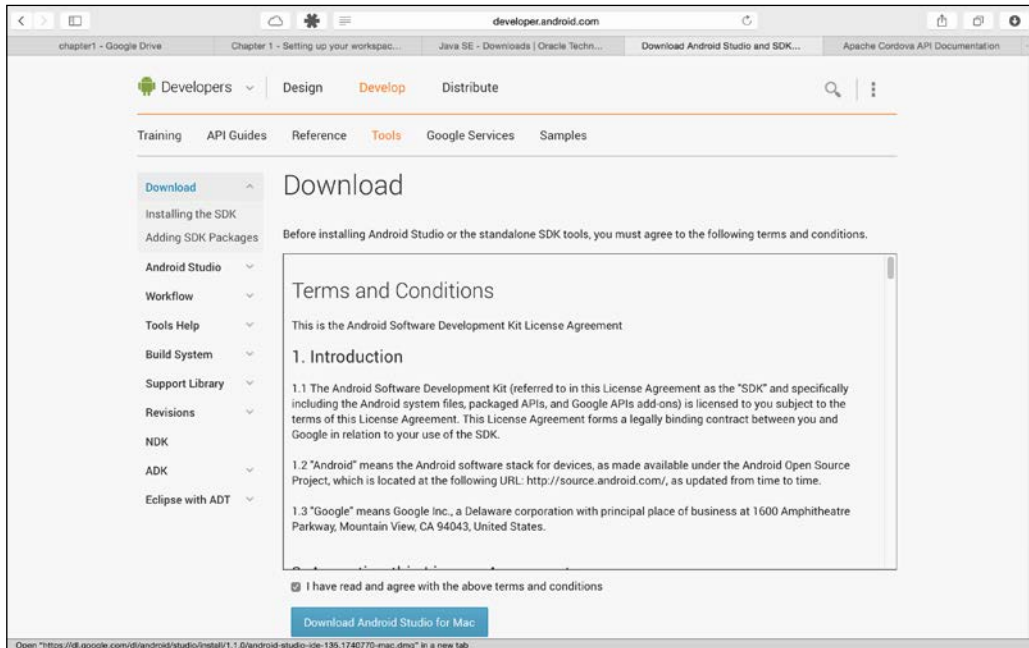 developer.android.com
chapter1 - Google Drive
Chapter 1 - Setting up your workspac...
Java SE - Downloads | Oracle Techn...
Download Android Studio and SDK...
Apache Cordova API Documentation
Developers
Design
Develop
Distribute
Training
API Guides
Reference
Tools
Google Services
Samples
Download
Installing the SDK
Adding SDK Packages
Android Studio
Workflow
Tools Help
Build System
Support Library
Revisions
NDK
ADK
Eclipse with ADT
Download
Before installing Android Studio or the standalone SDK tools, you must agree to the following terms and conditions.
Terms and Conditions
This is the Android Software Development Kit License Agreement
1. Introduction
1.1 The Android Software Development Kit (referred to in this License Agreement as the "SDK" and specifically
including the Android system files, packaged APIs, and Google APIs add-ons) is licensed to you subject to the
terms of this License Agreement. This License Agreement forms a legally binding contract between you and
Google in relation to your use of the SDK.
1.2 "Android" means the Android software stack for devices, as made available under the Android Open Source
Project, which is located at the following URL: http://source.android.com/, as updated from time to time.
1.3 "Google" means Google Inc., a Delaware corporation with principal place of business at 1600 Amphitheatre
Parkway, Mountain View, CA 94043, United States.
I have read and agree with the above terms and conditions
Download Android Studio for Mac
Open "https://dl.google.com/dl/android/studio/install/1.1.0/android-studio-ide-135.1740770-mac.dmg" in a new tab